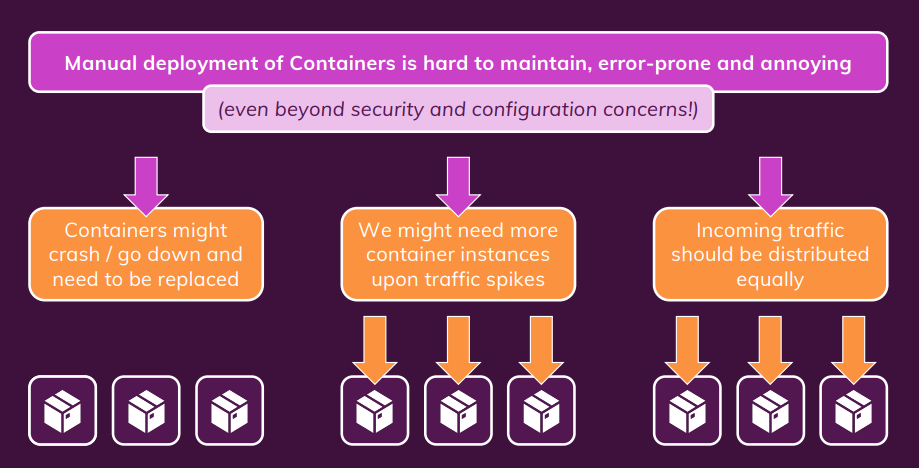 Manual deployment of Containers is hard to maintain, error-prone and annoying
(even beyond security and configuration concerns!)
Containers might
crash / go down and
need to be replaced
We might need more
container instances
upon traffic spikes
Incoming traffic
should be distributed
equally